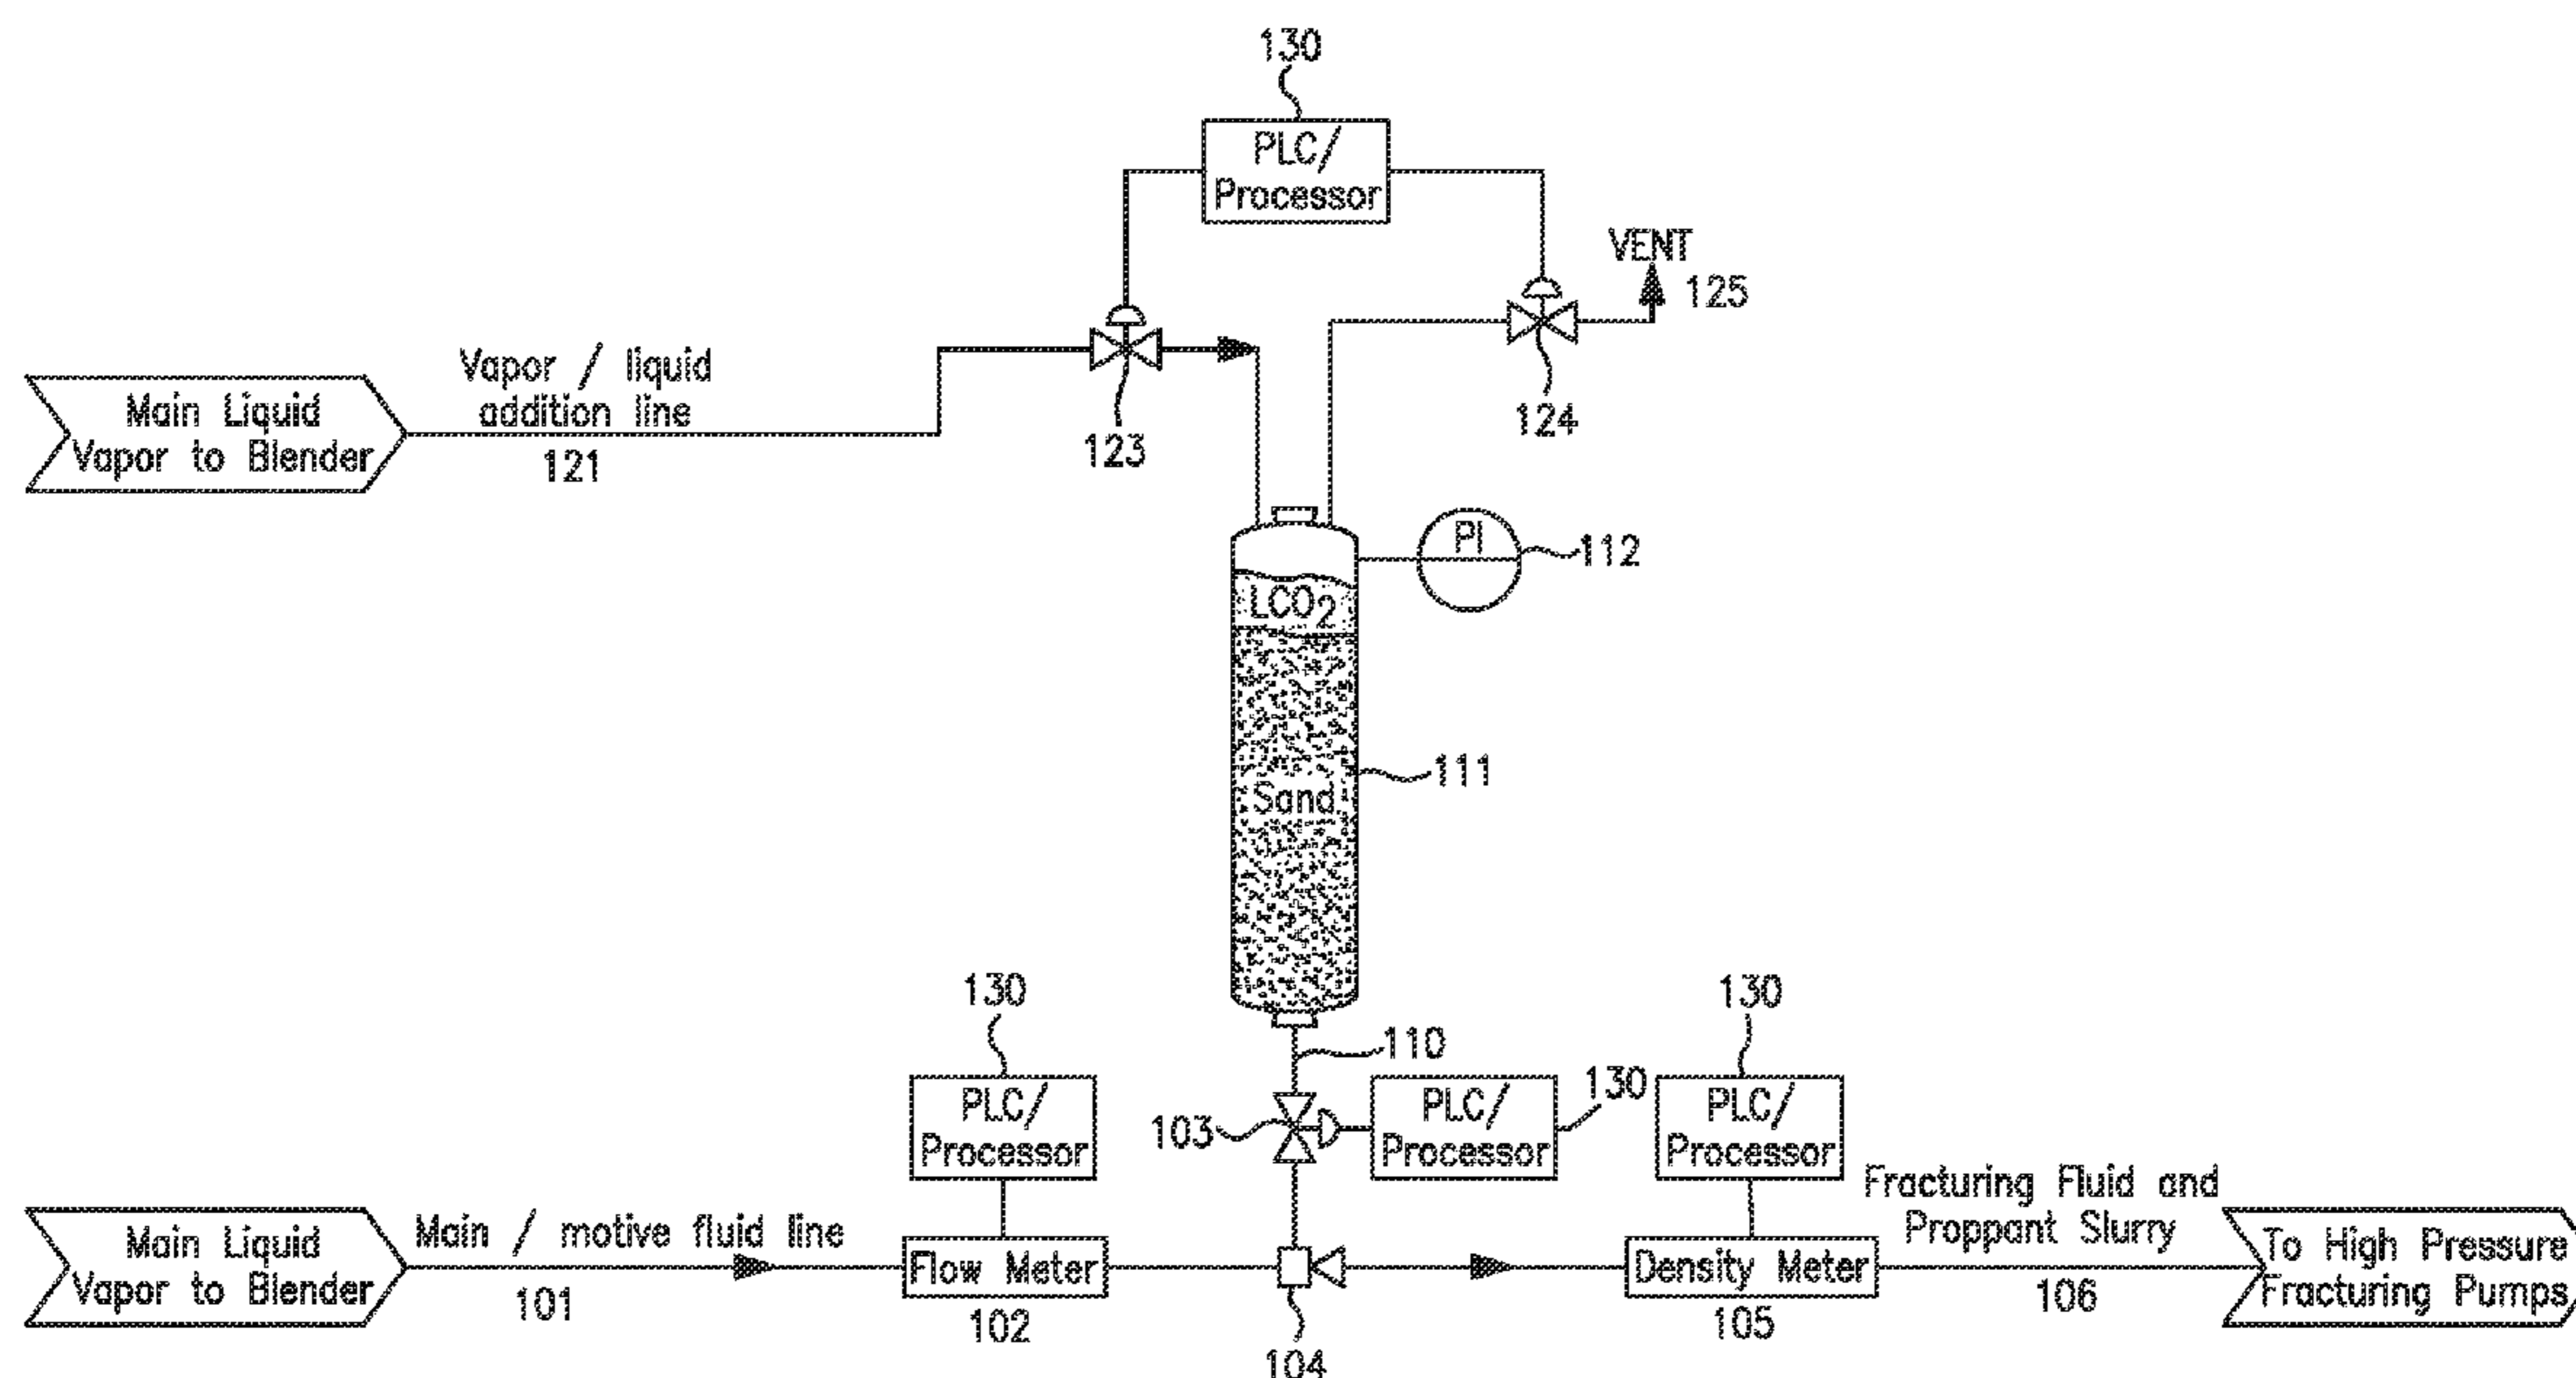 130
PLC/
Processor
VENT
125
Vapor / liquid
addition line
121
Main Liquid
Vapor to Blender
123
124
PI
112
LCO2
Sand
111
110
130
PLC/
Processor
103
PLC/
Processor
130
130
PLC/
Processor
Main Liquid
Vapor to Blender
Main / motive fluid line
101
Flow Meter
102
104
Density Meter
105
Fracturing Fluid and
Proppant Slurry
106
To High Pressure
Fracturing Pumps